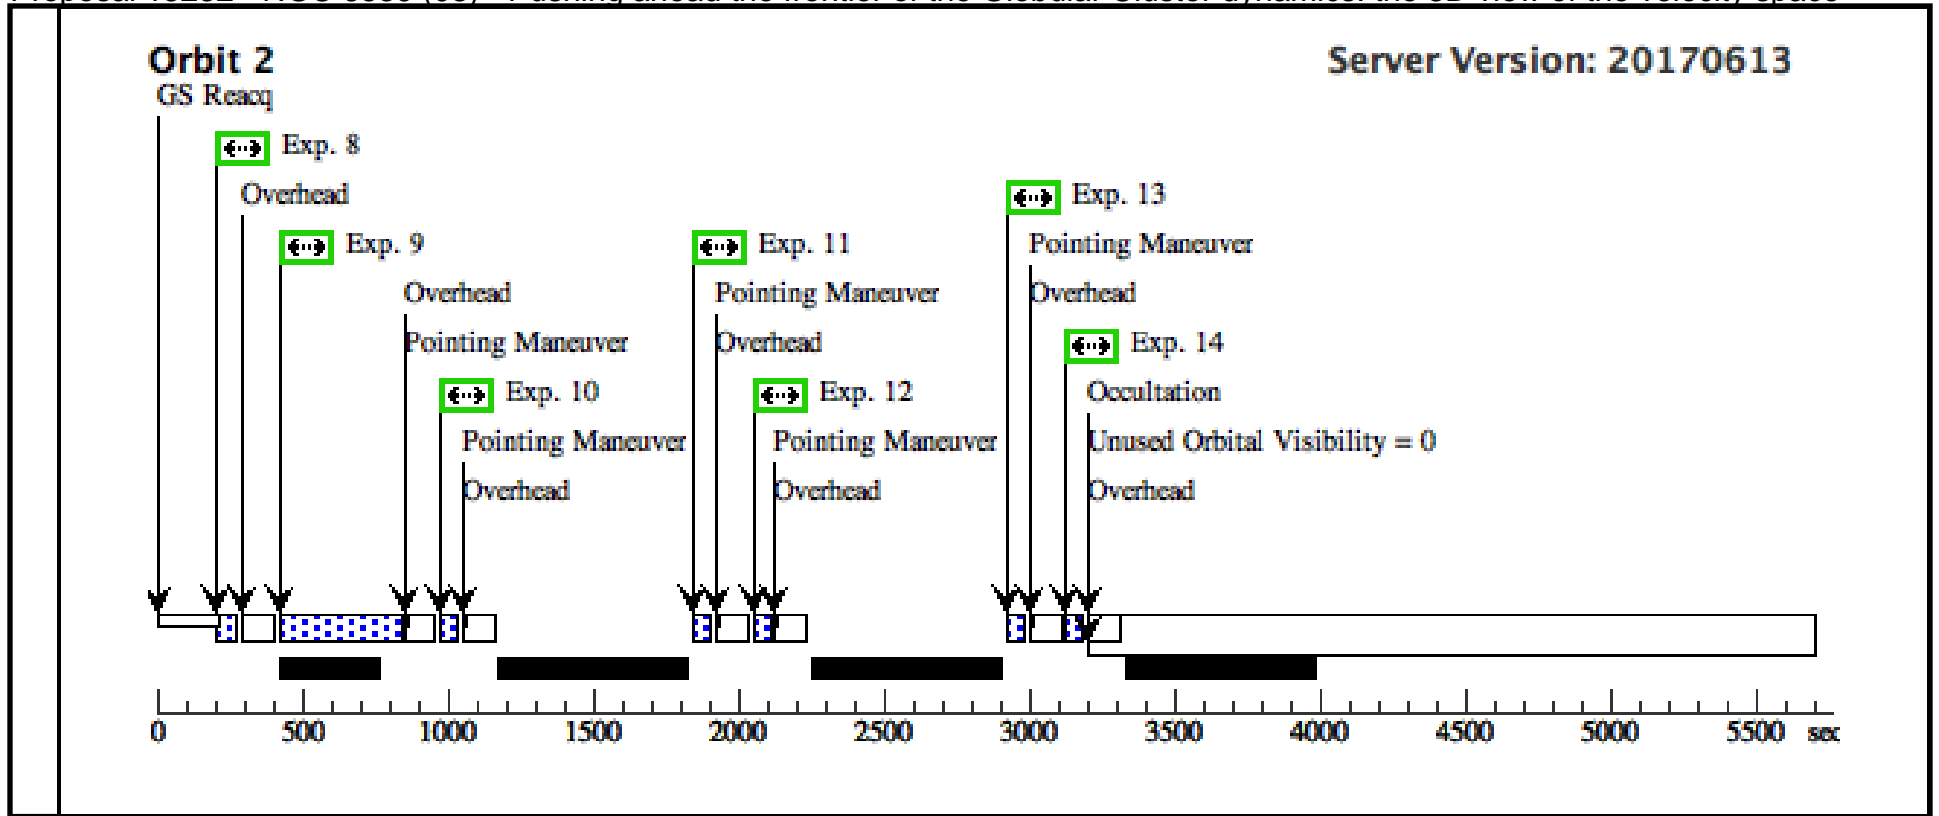 Orbit 2
Server Version: 20170613
GS Reacq
Exp. 8
Overhead
Exp. 13
Exp. 9
Exp. 11
Pointing Maneuver
Overhead
Pointing Maneuver
Overhead
Pointing Maneuver
Overhead
Exp. 14
Exp. 10
Exp. 12
Occultation
Pointing Maneuver
Pointing Maneuver
Unused Orbital Visibility = 0
Overhead
Overhead
Overhead
0 500 1000 1500 2000 2500 3000 3500 4000 4500 5000 5500 sec